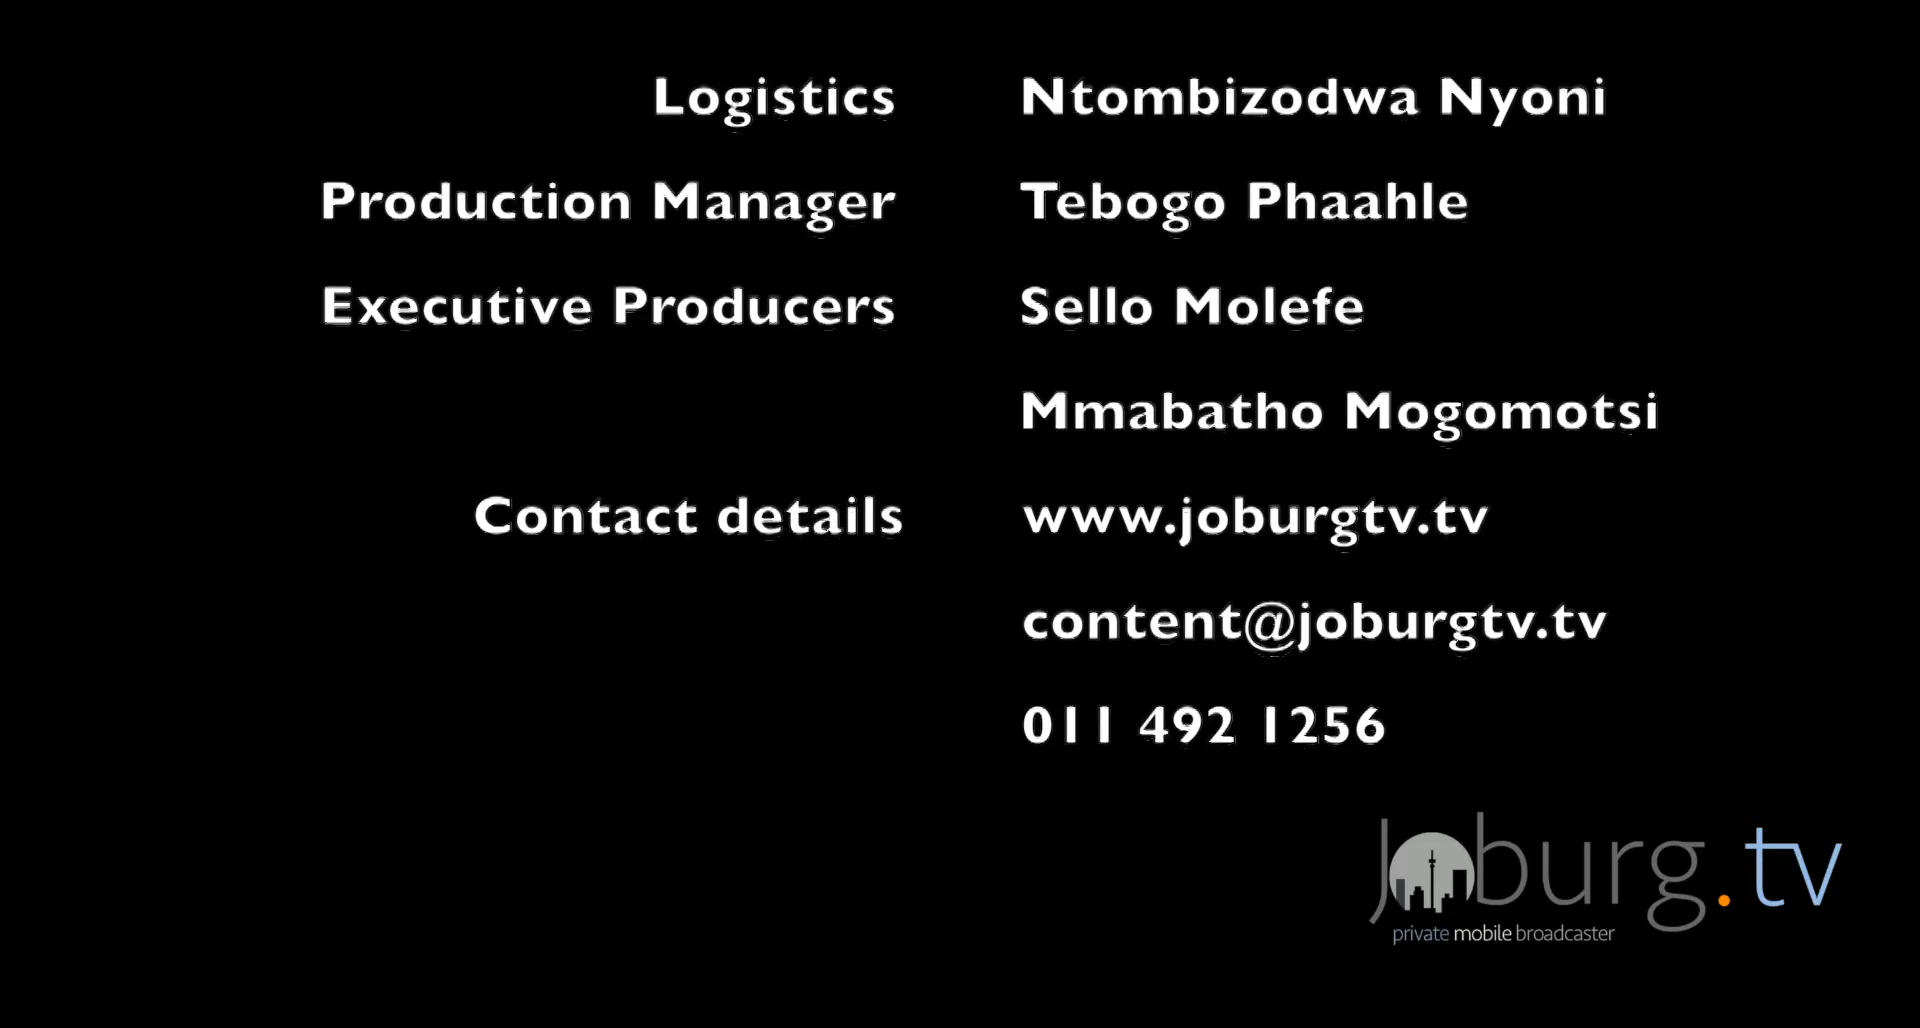 Logistics Ntombizodwa Nyoni
Production Manager Tebogo Phaahle
Executive Producers Sello Molefe
Mmabatho Mogomotsi
Contact details www.joburgtv.tv
content@joburgtv.tv
011 492 1256
Joburg.tv
private mobile broadcaster